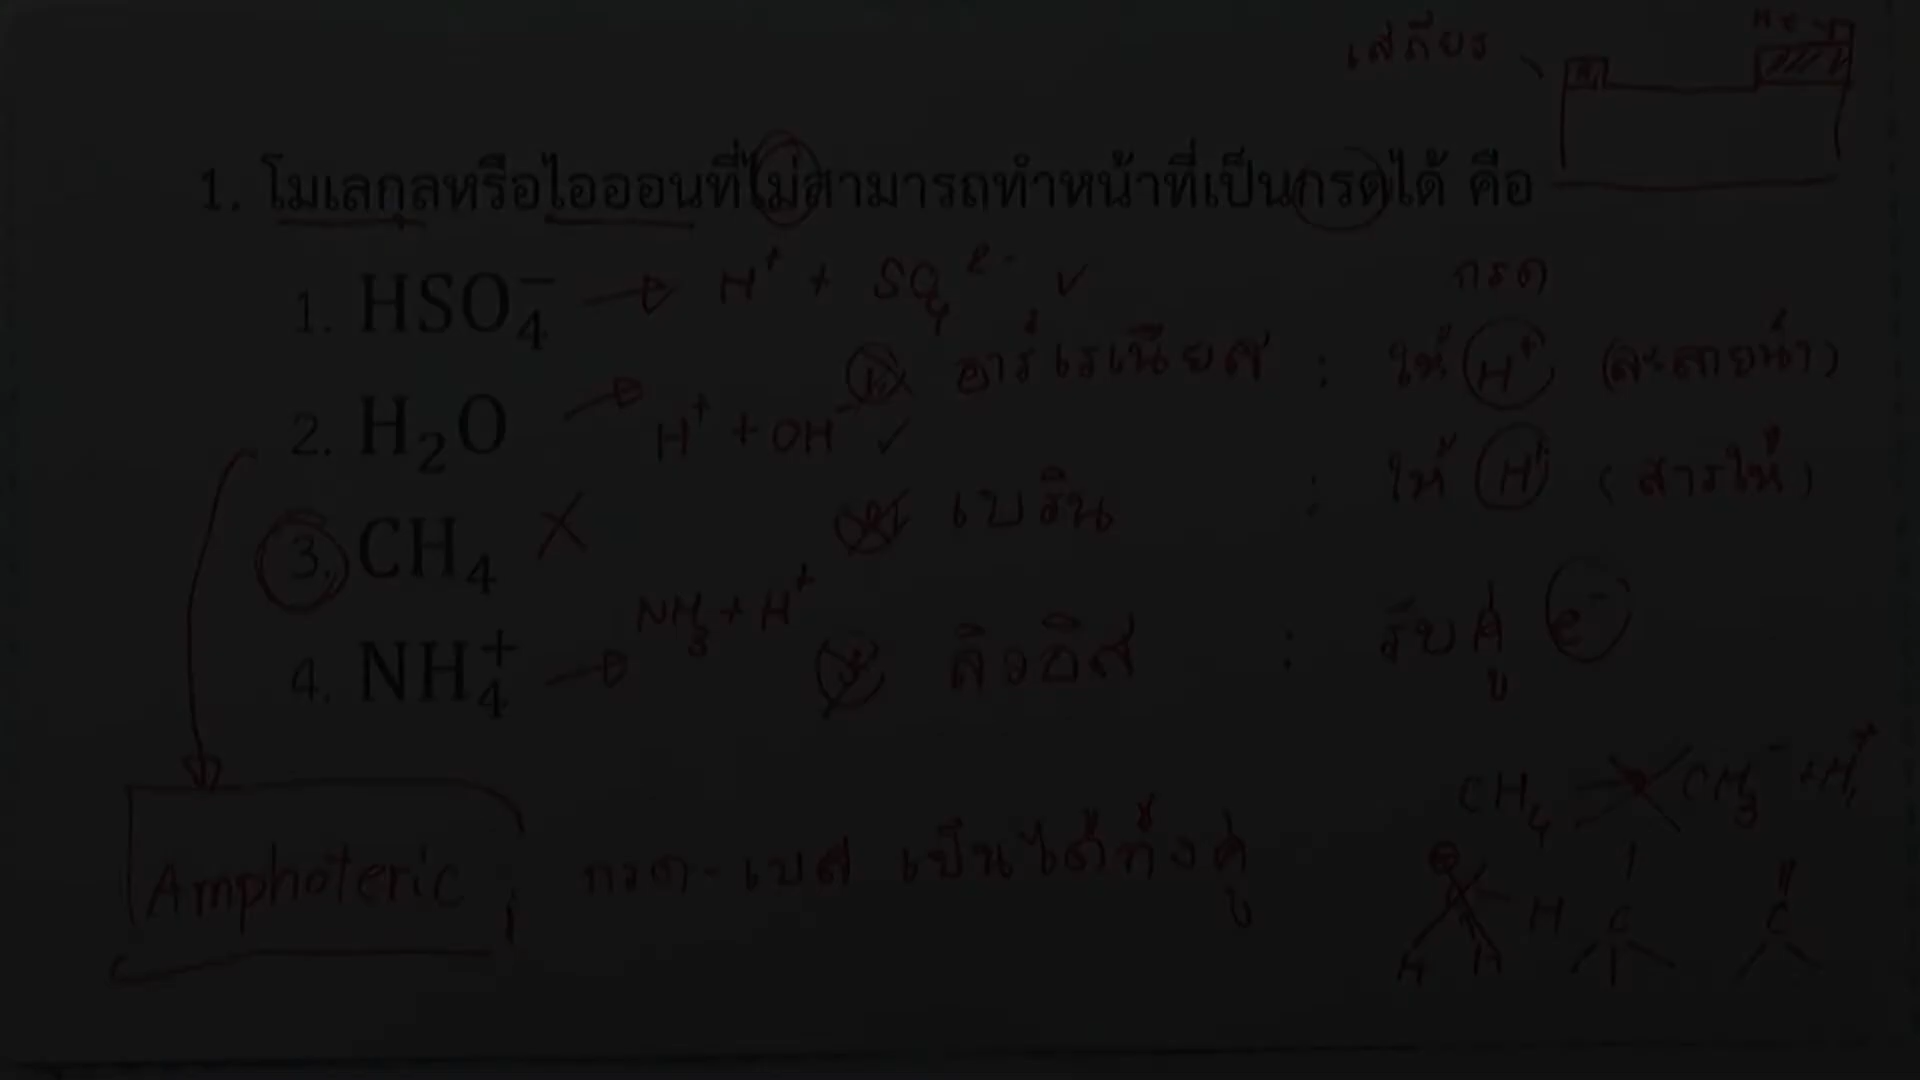 เสถียร
1. โมเลกุลหรือไอออนที่ไม่สามารถทำหน้าที่เป็นกรดได้ คือ
1. HSO₄⁻ → H⁺ + SO₄²⁻ ✓
กรด
2. H₂O → H⁺ + OH⁻ ✓
อาร์เรเนียส : ให้ H⁺ (ละลายน้ำ)
3. CH₄ X
เบริน : ให้ H⁺ (สารให้)
4. NH₄⁺ → NH₃ + H⁺
ลิวอิส : รับคู่ e⁻
CH₄ → CH₃⁻ + H⁺
Amphoteric ; กรด-เบส เป็นได้ทั้งคู่
H C C
H H